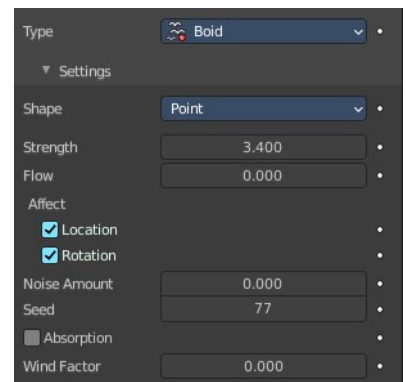 Type Boid
Settings
Shape Point
Strength 3.400
Flow 0.000
Affect
Location
Rotation
Noise Amount 0.000
Seed 77
Absorption
Wind Factor 0.000